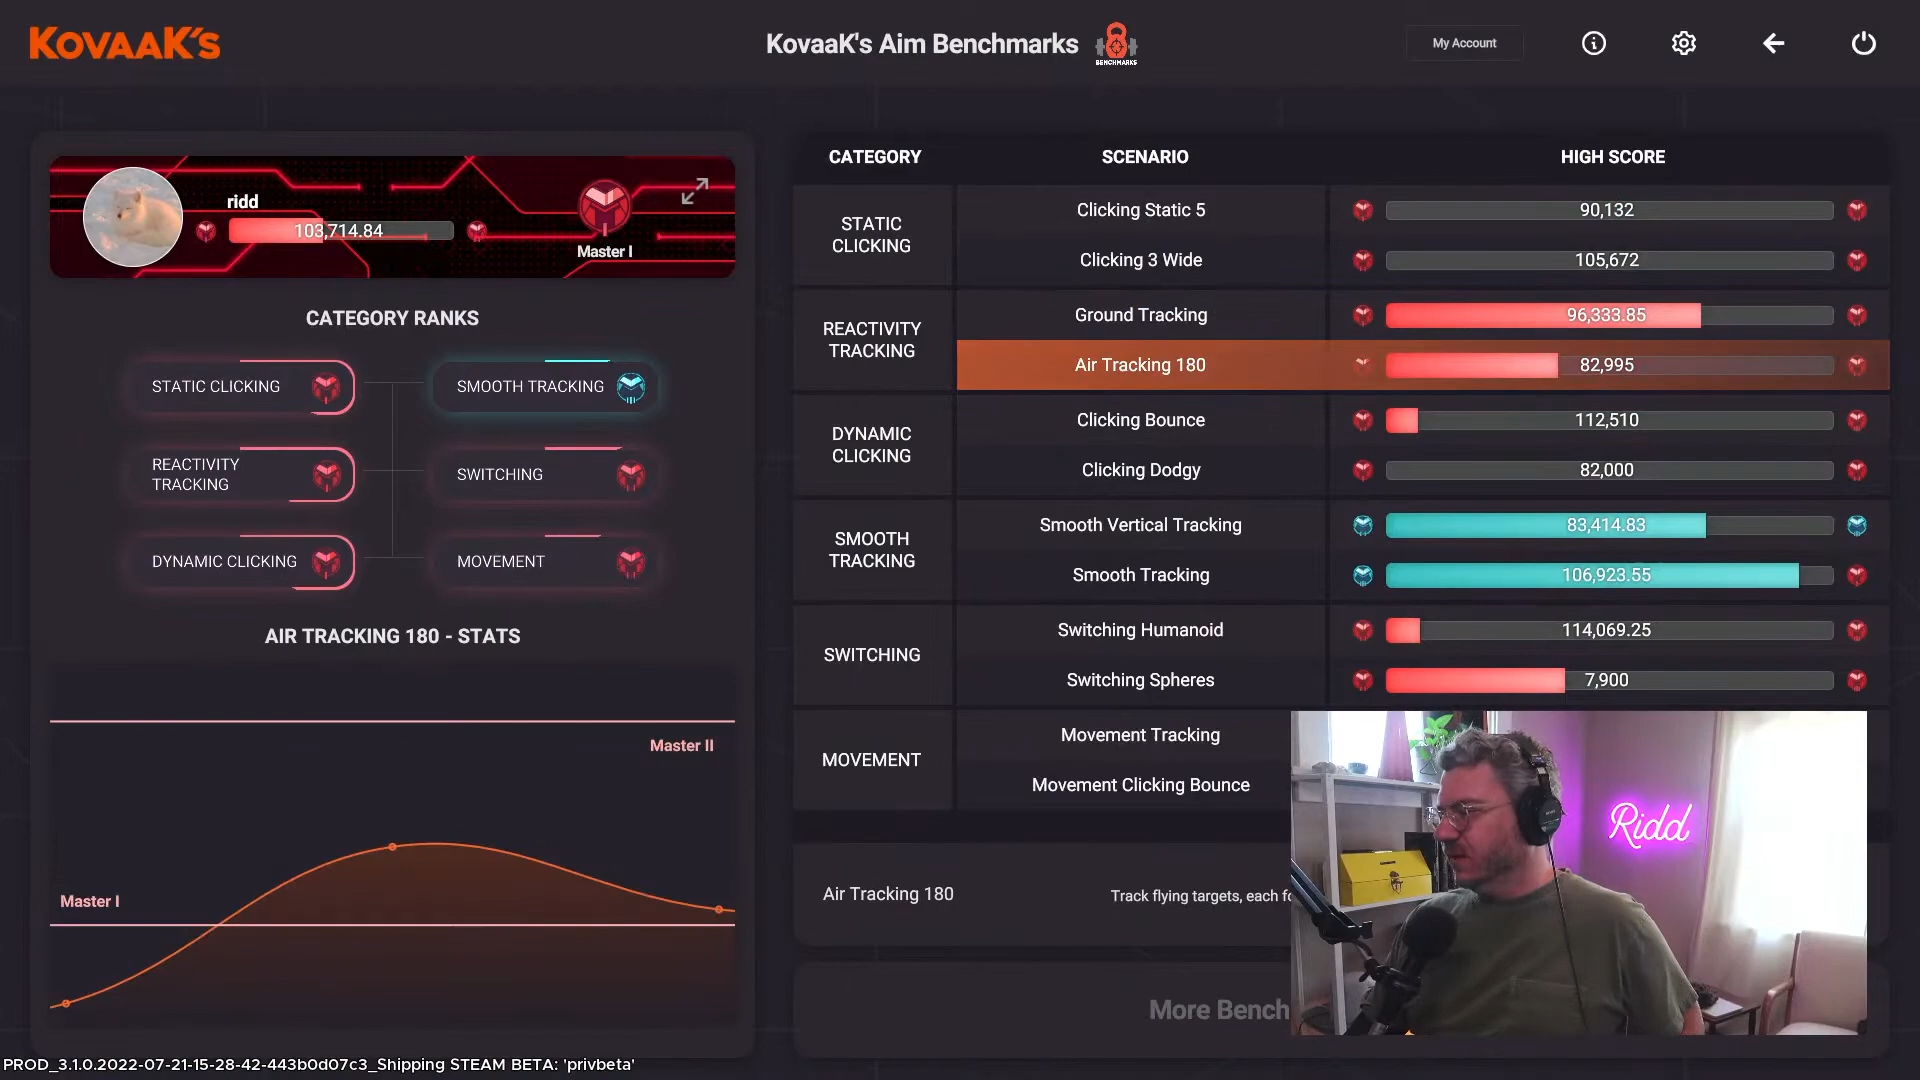 KOVAAK'S
KovaaK's Aim Benchmarks
BENCHMARKS
My Account
ridd
103,714.84
Master I
CATEGORY RANKS
STATIC CLICKING
SMOOTH TRACKING
REACTIVITY
TRACKING
SWITCHING
DYNAMIC CLICKING
MOVEMENT
AIR TRACKING 180 - STATS
Master II
Master I
CATEGORY
SCENARIO
HIGH SCORE
STATIC
CLICKING
Clicking Static 5
90,132
Clicking 3 Wide
105,672
REACTIVITY
TRACKING
Ground Tracking
96,333.85
Air Tracking 180
82,995
DYNAMIC
CLICKING
Clicking Bounce
112,510
Clicking Dodgy
82,000
SMOOTH
TRACKING
Smooth Vertical Tracking
83,414.83
Smooth Tracking
106,923.55
SWITCHING
Switching Humanoid
114,069.25
Switching Spheres
7,900
MOVEMENT
Movement Tracking
Movement Clicking Bounce
Air Tracking 180
Track flying targets, each
More Bench
Ridd
PROD_3.1.0.2022-07-21-15-28-42-443b0d07c3_Shipping STEAM BETA: 'privbeta'